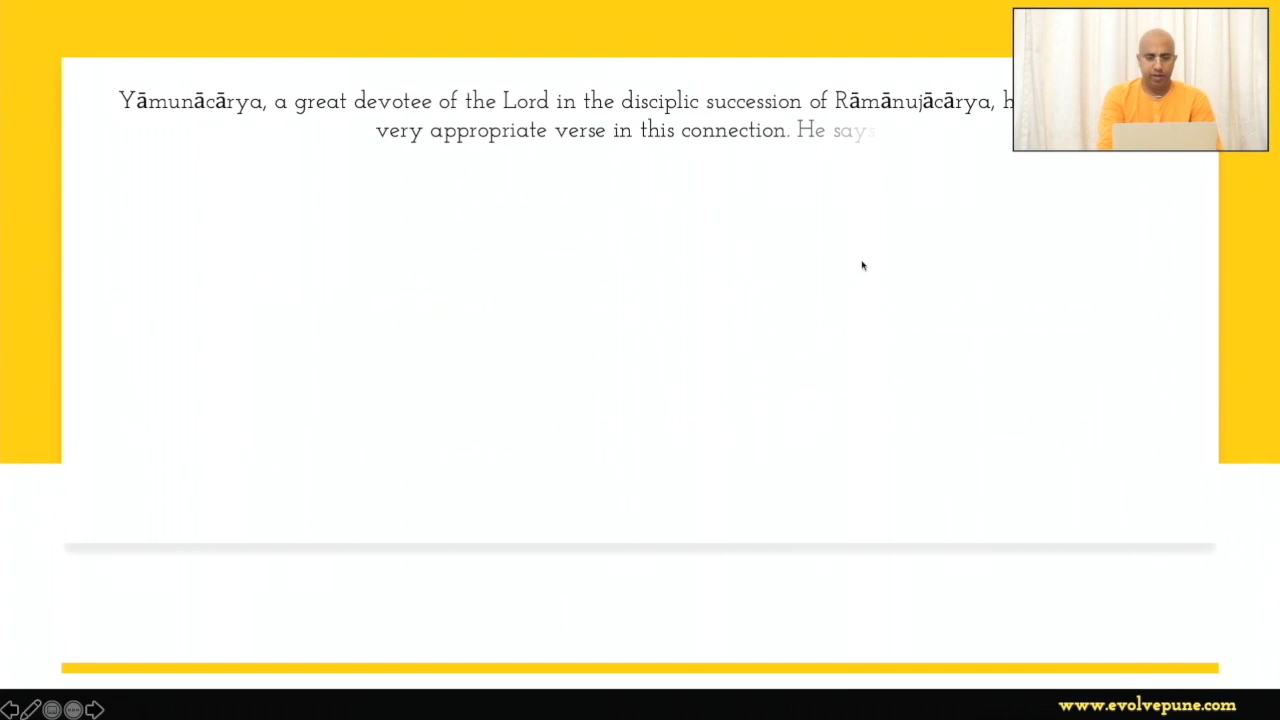 Yāmunācārya, a great devotee of the Lord in the disciplic succession of Rāmānujācārya,
very appropriate verse in this connection. He says
www.evolvepune.com